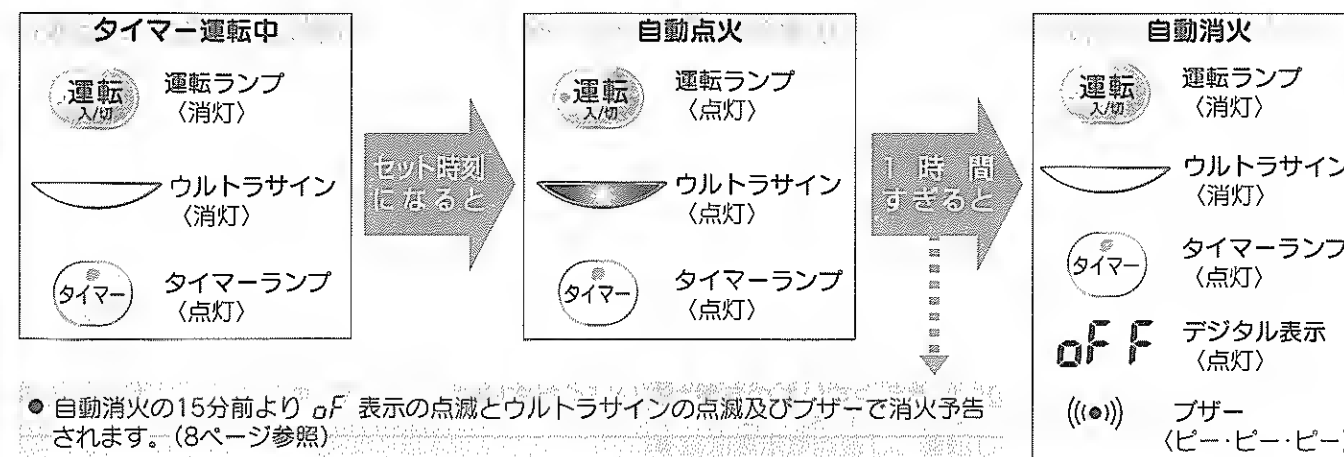 タイマー運転中
運転
入/切
運転ランプ
〈消灯〉
ウルトラサイン
〈消灯〉
タイマー
タイマーランプ
〈点灯〉
セット時刻
になると
自動点火
運転
入/切
運転ランプ
〈点灯〉
ウルトラサイン
〈点灯〉
タイマー
タイマーランプ
〈点灯〉
1時間
すぎると
自動消火
運転
入/切
運転ランプ
〈消灯〉
ウルトラサイン
〈消灯〉
タイマー
タイマーランプ
〈点灯〉
oFF
デジタル表示
〈点灯〉
ブザー
〈ピー・ピー・ピー〉
● 自動消火の15分前より oF 表示の点滅とウルトラサインの点滅及びブザーで消火予告
されます。(8ページ参照)